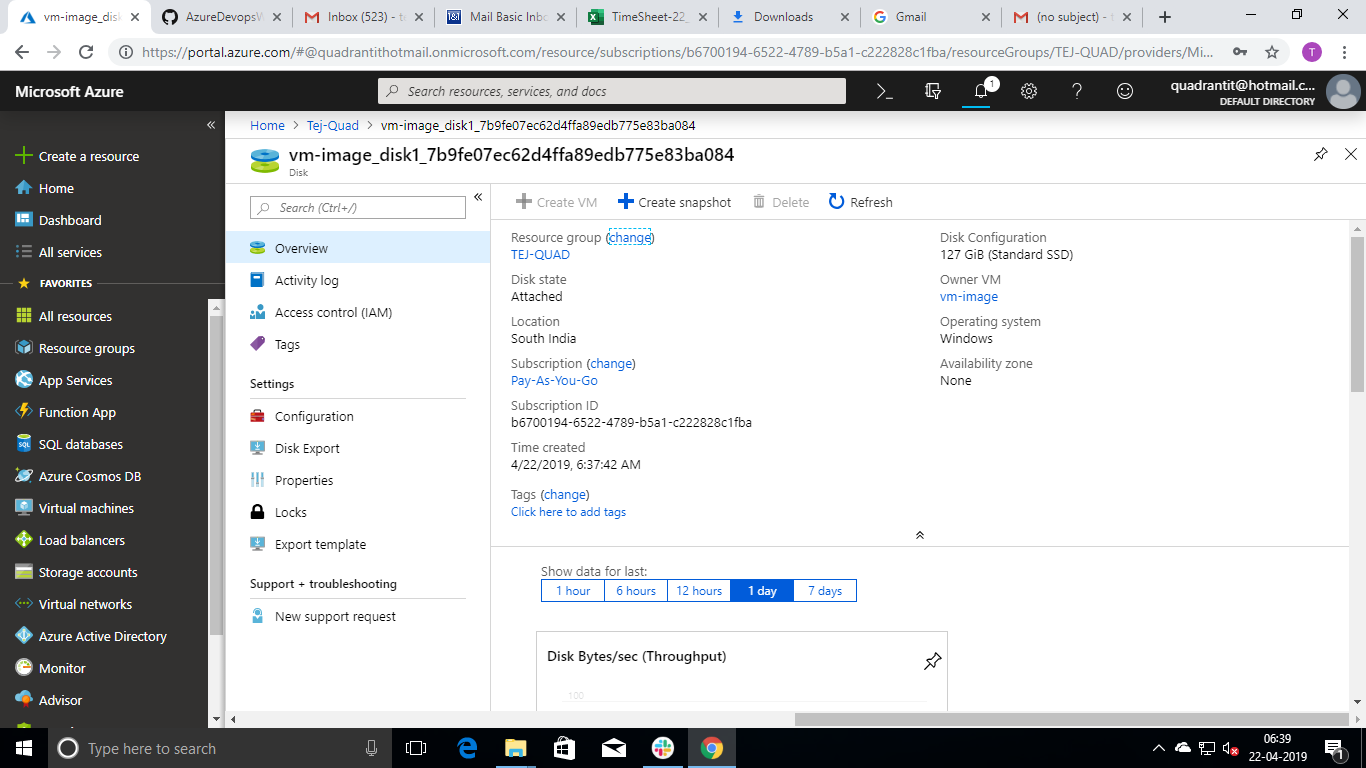 vm-image_dis
AzureDevopsW
Inbox (523) - te
Mail Basic Inbo
TimeSheet-22_
Downloads
Gmail
(no subject) - t
https://portal.azure.com/#@quadrantithotmail.onmicrosoft.com/resource/subscriptions/b6700194-6522-4789-b5a1-c222828c1fba/resourceGroups/TEJ-QUAD/providers/Mi...
T
Microsoft Azure
Search resources, services, and docs
1
quadrantit@hotmail.c...
DEFAULT DIRECTORY
Create a resource
Home
Dashboard
All services
FAVORITES
All resources
Resource groups
App Services
Function App
SQL databases
Azure Cosmos DB
Virtual machines
Load balancers
Storage accounts
Virtual networks
Azure Active Directory
Monitor
Advisor
Home > Tej-Quad > vm-image_disk1_7b9fe07ec62d4ffa89edb775e83ba084
vm-image_disk1_7b9fe07ec62d4ffa89edb775e83ba084
Disk
Search (Ctrl+/)
Overview
Activity log
Access control (IAM)
Tags
Settings
Configuration
Disk Export
Properties
Locks
Export template
Support + troubleshooting
New support request
Create VM
Create snapshot
Delete
Refresh
Resource group (change)
TEJ-QUAD
Disk state
Attached
Location
South India
Subscription (change)
Pay-As-You-Go
Subscription ID
b6700194-6522-4789-b5a1-c222828c1fba
Time created
4/22/2019, 6:37:42 AM
Tags (change)
Click here to add tags
Disk Configuration
127 GiB (Standard SSD)
Owner VM
vm-image
Operating system
Windows
Availability zone
None
Show data for last:
1 hour
6 hours
12 hours
1 day
7 days
Disk Bytes/sec (Throughput)
100
Type here to search
06:39
22-04-2019
1